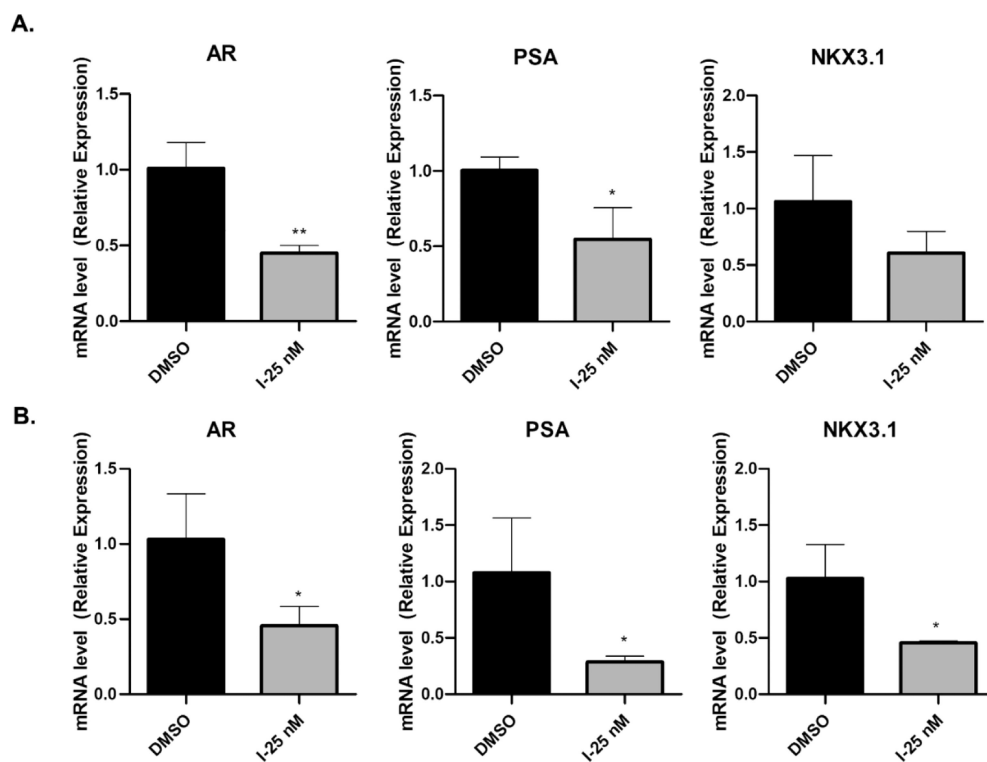 A.
AR
mRNA level (Relative Expression)
1.5
1.0
0.5
0.0
**
DMSO
I-25 nM
PSA
mRNA level (Relative Expression)
1.5
1.0
0.5
0.0
*
DMSO
I-25 nM
NKX3.1
mRNA level (Relative Expression)
2.0
1.5
1.0
0.5
0.0
DMSO
I-25 nM
B.
AR
mRNA level (Relative Expression)
1.5
1.0
0.5
0.0
*
DMSO
I-25 nM
PSA
mRNA level (Relative Expression)
2.0
1.5
1.0
0.5
0.0
*
DMSO
I-25 nM
NKX3.1
mRNA level (Relative Expression)
2.0
1.5
1.0
0.5
0.0
*
DMSO
I-25 nM